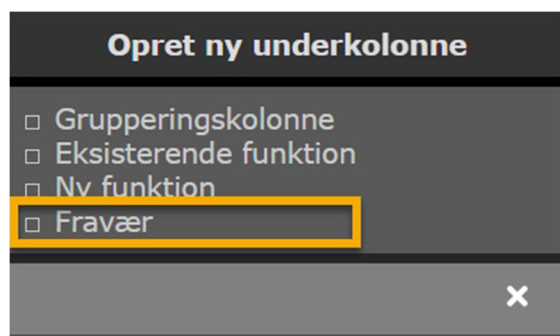 Opret ny underkolonne
Grupperingskolonne
Eksisterende funktion
Ny funktion
Fravær